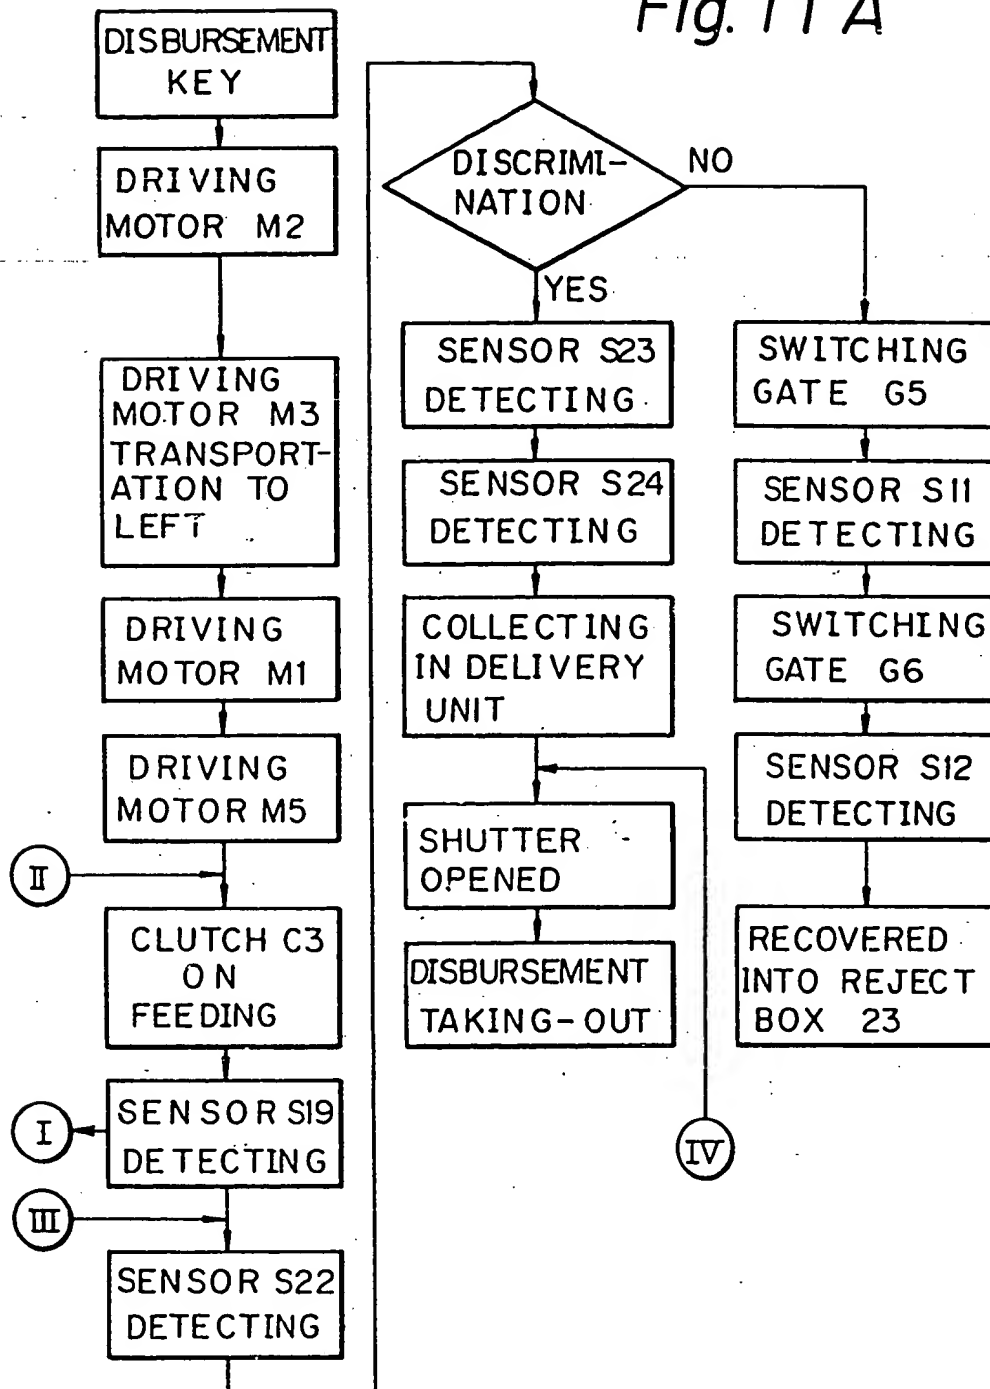 Fig. 11 A
DISBURSEMENT
KEY
DRIVING
MOTOR M2
DRIVING
MOTOR M3
TRANSPORT-
ATION TO
LEFT
DRIVING
MOTOR M1
DRIVING
MOTOR M5
II
CLUTCH C3
ON
FEEDING
SENSOR S19
DETECTING
I
III
SENSOR S22
DETECTING
DISCRIMI-
NATION
NO
YES
SENSOR S23
DETECTING
SENSOR S24
DETECTING
COLLECTING
IN DELIVERY
UNIT
SHUTTER
OPENED
DISBURSEMENT
TAKING-OUT
IV
SWITCHING
GATE G5
SENSOR S11
DETECTING
SWITCHING
GATE G6
SENSOR S12
DETECTING
RECOVERED
INTO REJECT
BOX 23